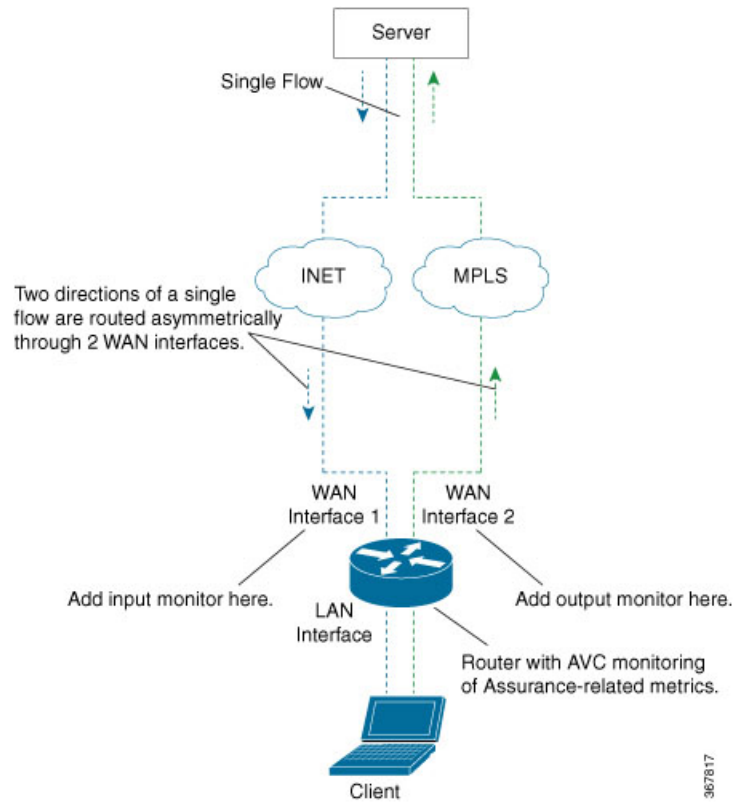 Server
Single Flow
INET
MPLS
Two directions of a single
flow are routed asymmetrically
through 2 WAN interfaces.
WAN
Interface 1
WAN
Interface 2
Add input monitor here.
Add output monitor here.
LAN
Interface
Router with AVC monitoring
of Assurance-related metrics.
Client
367817